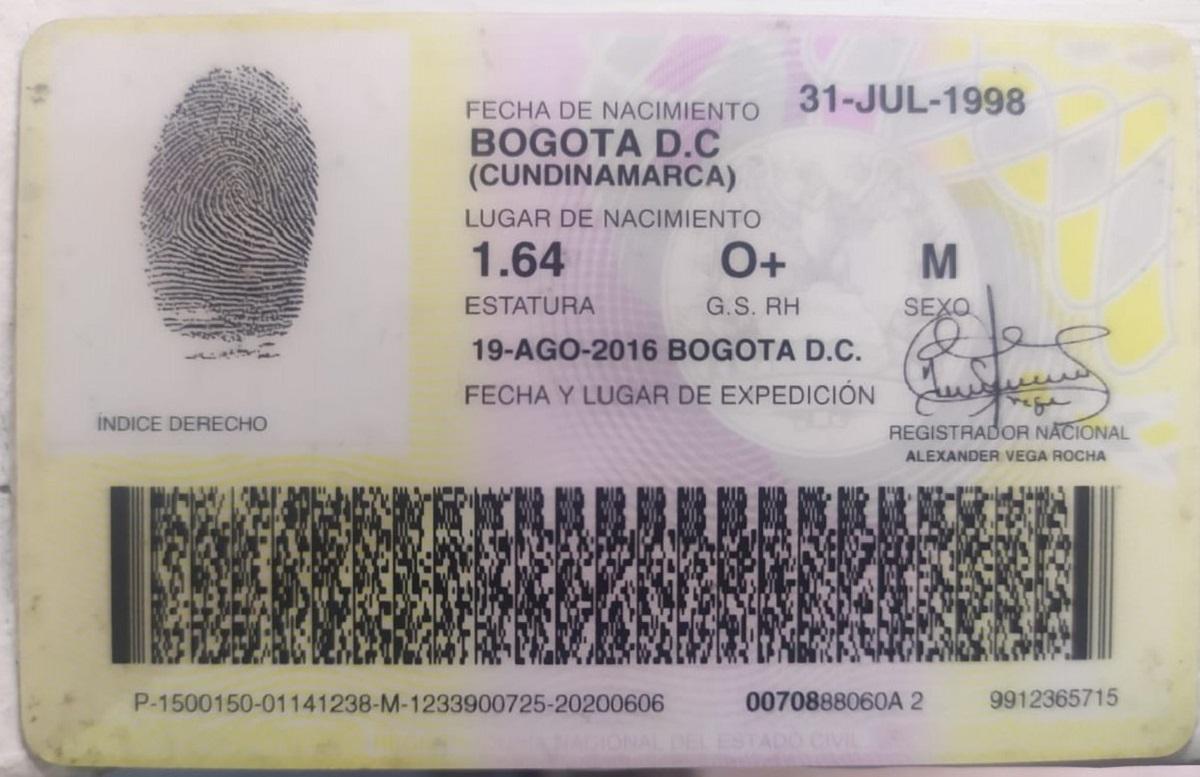 FECHA DE NACIMIENTO 31-JUL-1998
BOGOTA D.C
(CUNDINAMARCA)
LUGAR DE NACIMIENTO
1.64 O+ M
ESTATURA G.S. RH SEXO
19-AGO-2016 BOGOTA D.C.
FECHA Y LUGAR DE EXPEDICIÓN
ÍNDICE DERECHO
REGISTRADOR NACIONAL
ALEXANDER VEGA ROCHA
P-1500150-01141238-M-1233900725-20200606 0070888060A 2 9912365715
NACIONAL DEL ESTADO CIVIL